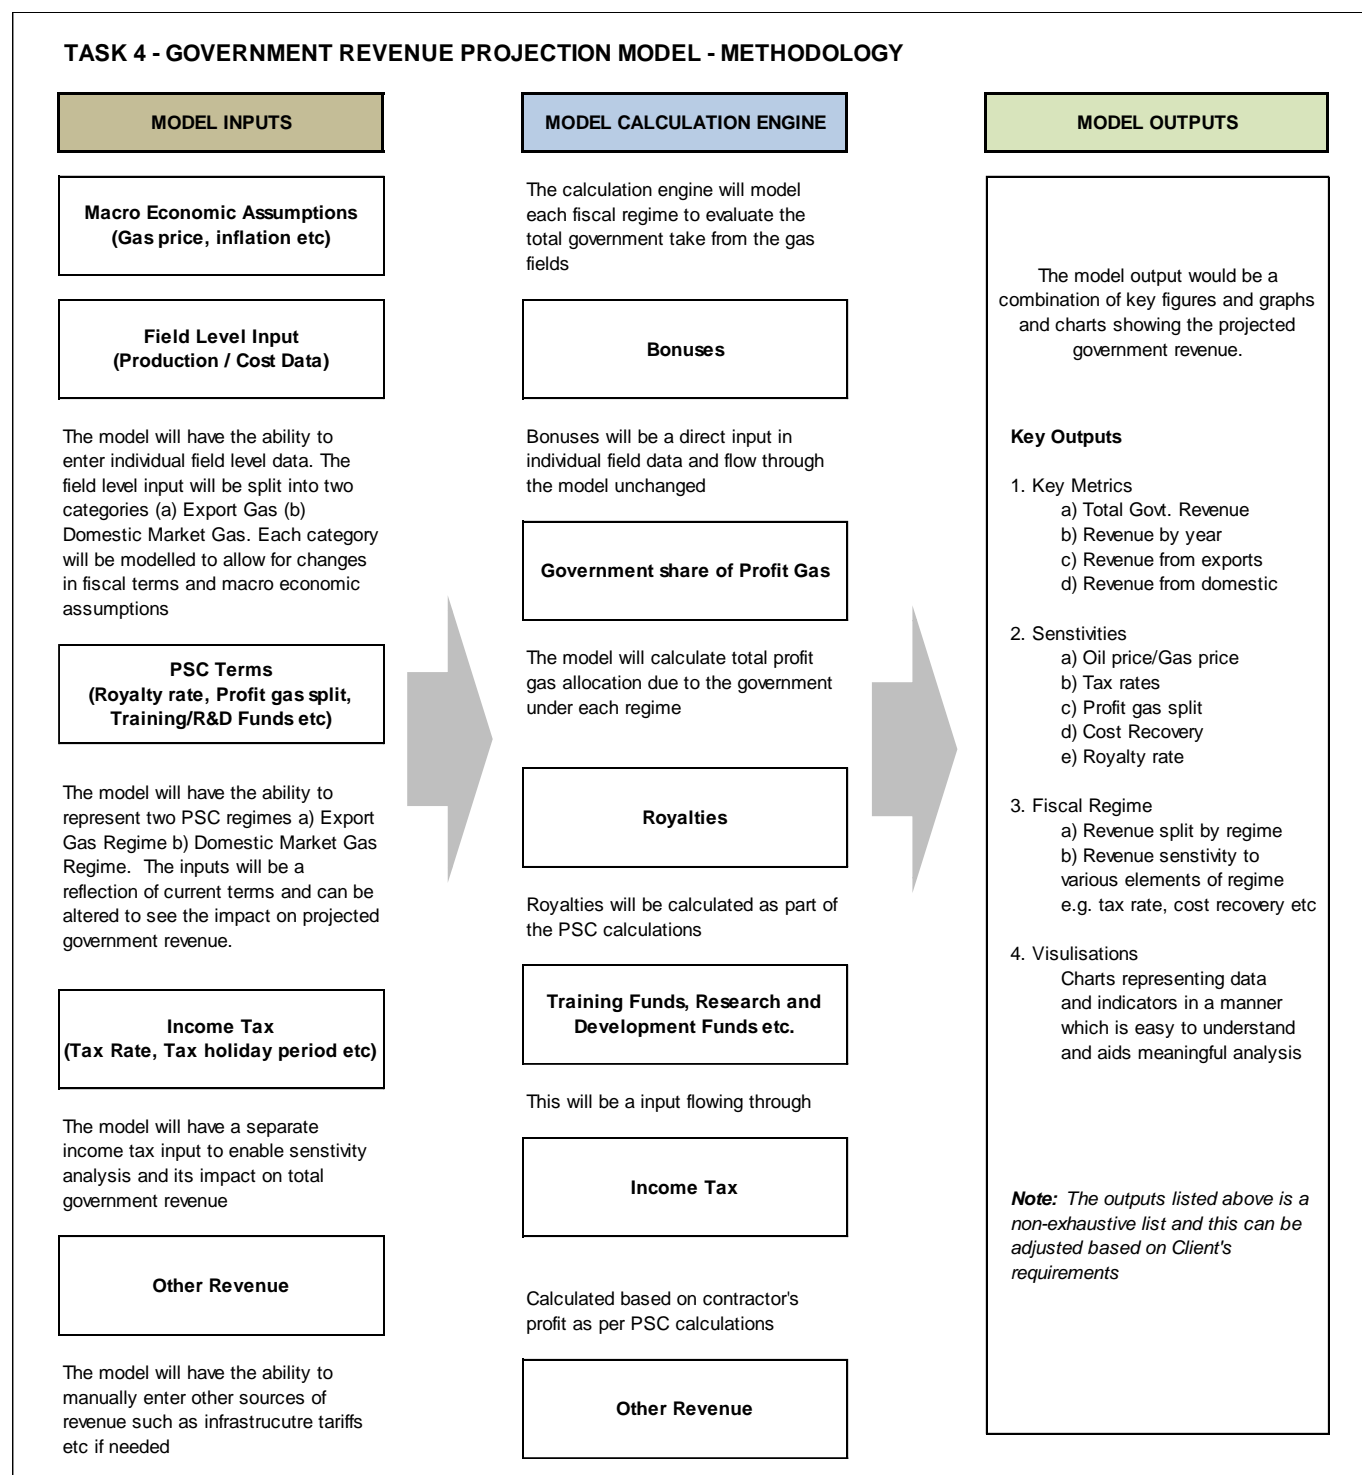 TASK 4 - GOVERNMENT REVENUE PROJECTION MODEL - METHODOLOGY
MODEL INPUTS
Macro Economic Assumptions
(Gas price, inflation etc)
Field Level Input
(Production / Cost Data)
The model will have the ability to
enter individual field level data. The
field level input will be split into two
categories (a) Export Gas (b)
Domestic Market Gas. Each category
will be modelled to allow for changes
in fiscal terms and macro economic
assumptions
PSC Terms
(Royalty rate, Profit gas split,
Training/R&D Funds etc)
The model will have the ability to
represent two PSC regimes a) Export
Gas Regime b) Domestic Market Gas
Regime.  The inputs will be a
reflection of current terms and can be
altered to see the impact on projected
government revenue.
Income Tax
(Tax Rate, Tax holiday period etc)
The model will have a separate
income tax input to enable senstivity
analysis and its impact on total
government revenue
Other Revenue
The model will have the ability to
manually enter other sources of
revenue such as infrastrucutre tariffs
etc if needed
MODEL CALCULATION ENGINE
The calculation engine will model
each fiscal regime to evaluate the
total government take from the gas
fields
Bonuses
Bonuses will be a direct input in
individual field data and flow through
the model unchanged
Government share of Profit Gas
The model will calculate total profit
gas allocation due to the government
under each regime
Royalties
Royalties will be calculated as part of
the PSC calculations
Training Funds, Research and
Development Funds etc.
This will be a input flowing through
Income Tax
Calculated based on contractor's
profit as per PSC calculations
Other Revenue
MODEL OUTPUTS
The model output would be a
combination of key figures and graphs
and charts showing the projected
government revenue.
Key Outputs
1. Key Metrics
a) Total Govt. Revenue
b) Revenue by year
c) Revenue from exports
d) Revenue from domestic
2. Senstivities
a) Oil price/Gas price
b) Tax rates
c) Profit gas split
d) Cost Recovery
e) Royalty rate
3. Fiscal Regime
a) Revenue split by regime
b) Revenue senstivity to
various elements of regime
e.g. tax rate, cost recovery etc
4. Visulisations
Charts representing data
and indicators in a manner
which is easy to understand
and aids meaningful analysis
Note:  The outputs listed above is a
non-exhaustive list and this can be
adjusted based on Client's
requirements